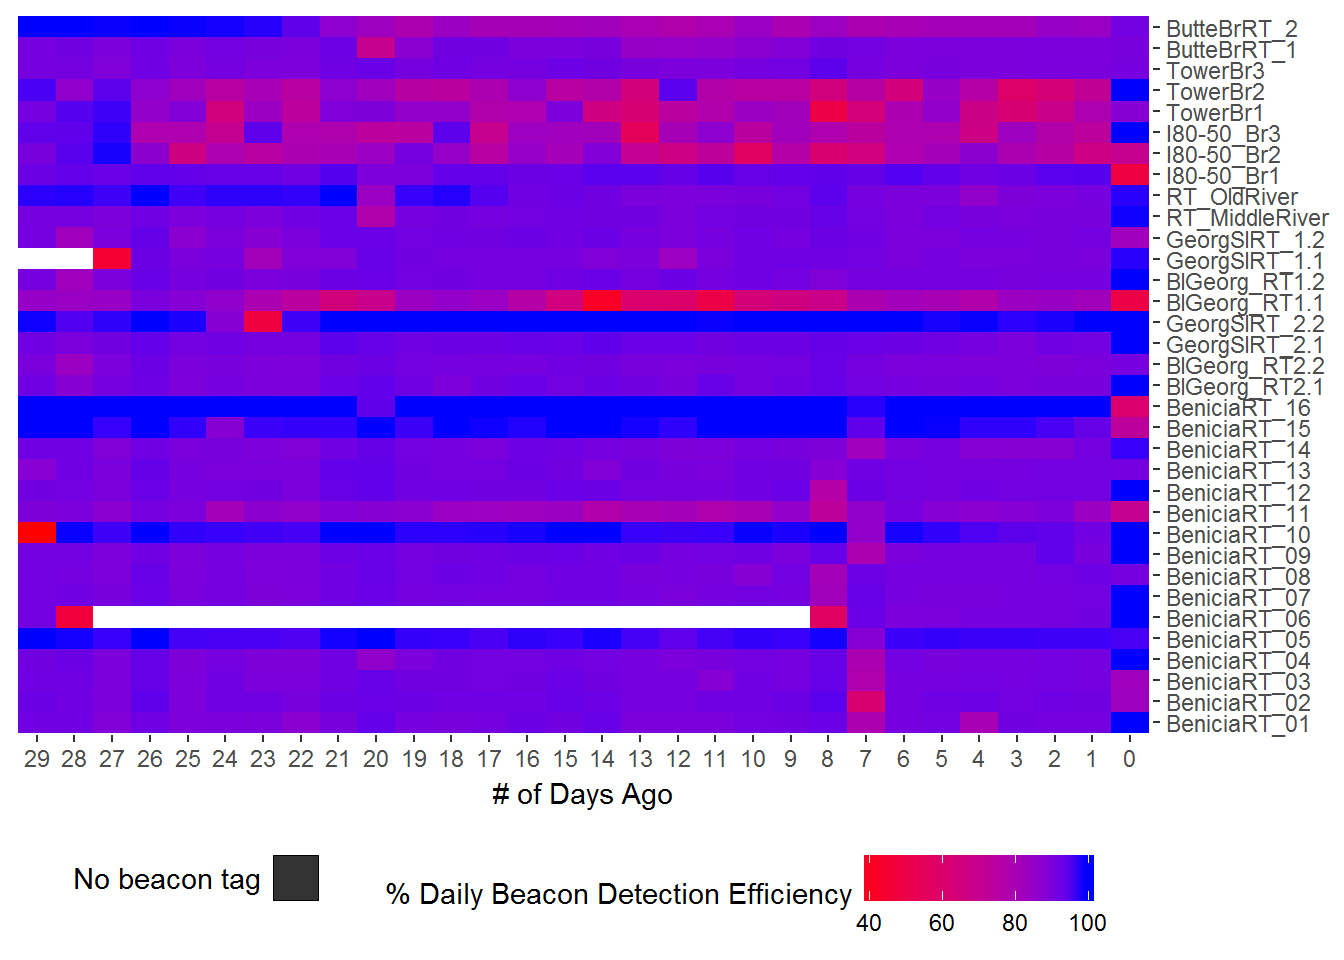 ButteBrRT_2
ButteBrRT_1
TowerBr3
TowerBr2
TowerBr1
I80-50_Br3
I80-50_Br2
I80-50_Br1
RT_OldRiver
RT_MiddleRiver
GeorgSlRT_1.2
GeorgSlRT_1.1
BlGeorg_RT1.2
BlGeorg_RT1.1
GeorgSlRT_2.2
GeorgSlRT_2.1
BlGeorg_RT2.2
BlGeorg_RT2.1
BeniciaRT_16
BeniciaRT_15
BeniciaRT_14
BeniciaRT_13
BeniciaRT_12
BeniciaRT_11
BeniciaRT_10
BeniciaRT_09
BeniciaRT_08
BeniciaRT_07
BeniciaRT_06
BeniciaRT_05
BeniciaRT_04
BeniciaRT_03
BeniciaRT_02
BeniciaRT_01
29 28 27 26 25 24 23 22 21 20 19 18 17 16 15 14 13 12 11 10 9 8 7 6 5 4 3 2 1 0
# of Days Ago
No beacon tag
% Daily Beacon Detection Efficiency
40 60 80 100